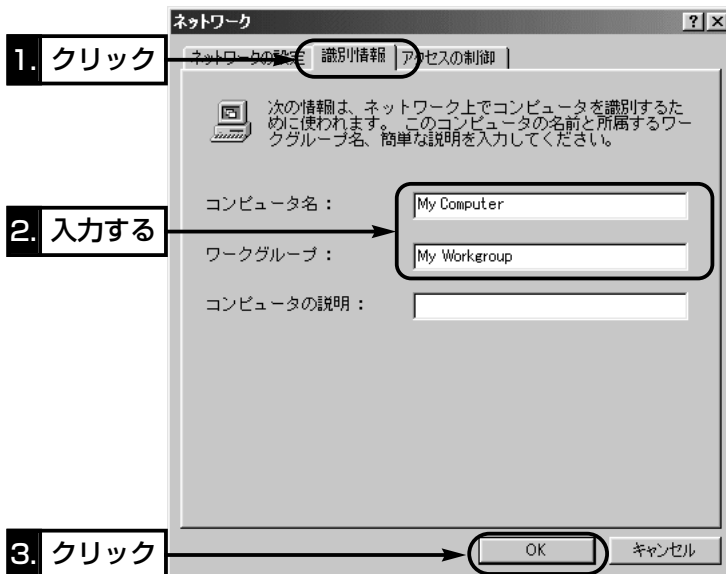 ネットワーク
1. クリック
ネットワークの設定 識別情報 アクセスの制御
次の情報は、ネットワーク上でコンピュータを識別するた
めに使われます。 このコンピュータの名前と所属するワー
クグループ名、簡単な説明を入力してください。
コンピュータ名：
My Computer
2. 入力する
ワークグループ：
My Workgroup
コンピュータの説明：
3. クリック
OK
キャンセル